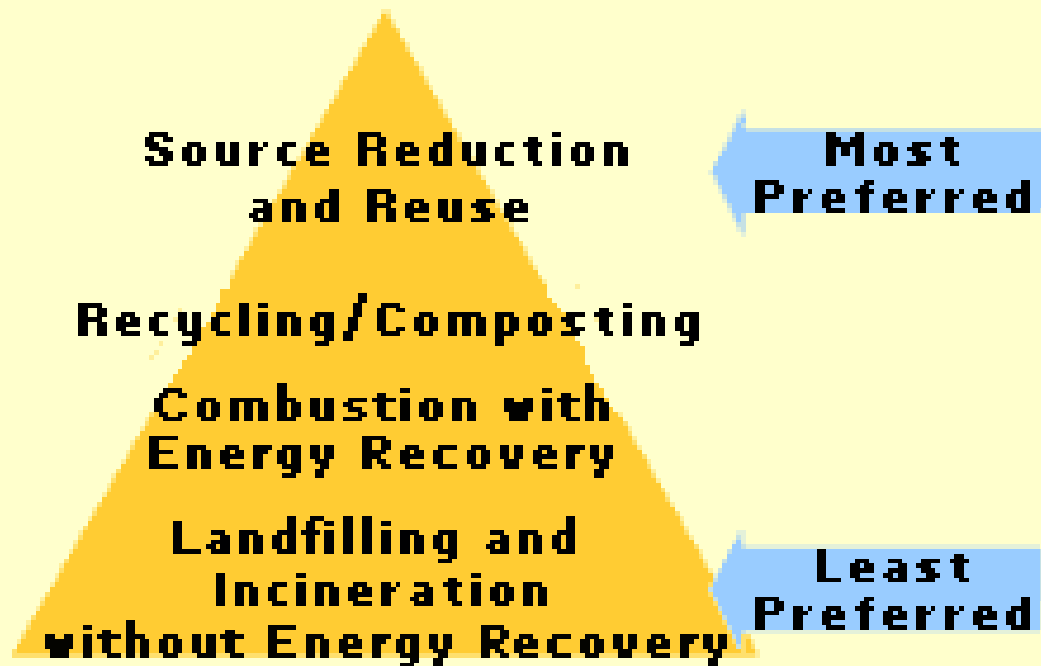 Source Reduction
and Reuse
Most
Preferred
Recycling/Composting
Combustion with
Energy Recovery
Landfilling and
Incineration
without Energy Recovery
Least
Preferred